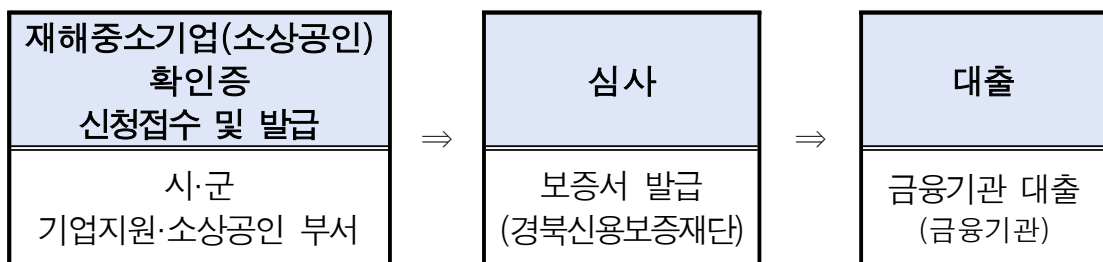 재해중소기업(소상공인)
확인증
신청접수 및 발급
시·군
기업지원·소상공인 부서
⇒
심사
보증서 발급
(경북신용보증재단)
⇒
대출
금융기관 대출
(금융기관)